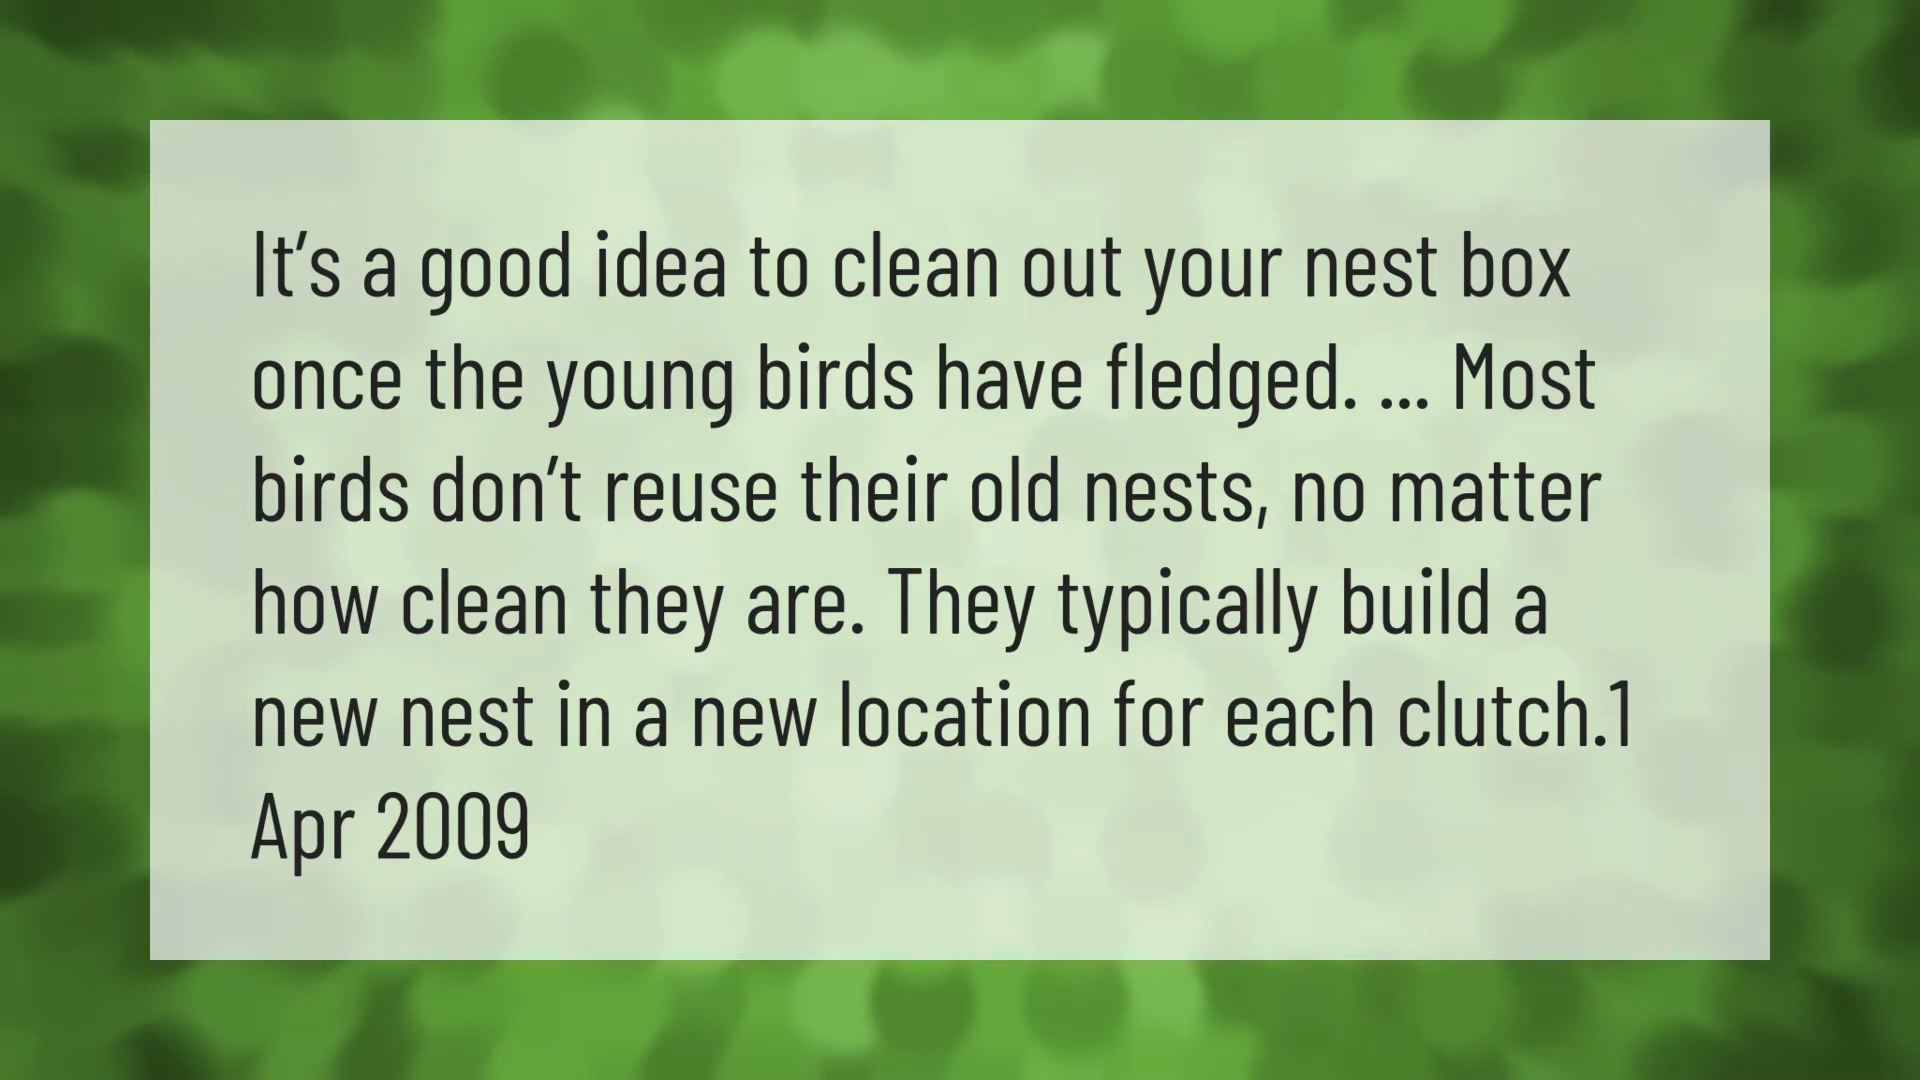 It’s a good idea to clean out your nest box
once the young birds have fledged. ... Most
birds don’t reuse their old nests, no matter
how clean they are. They typically build a
new nest in a new location for each clutch.1
Apr 2009